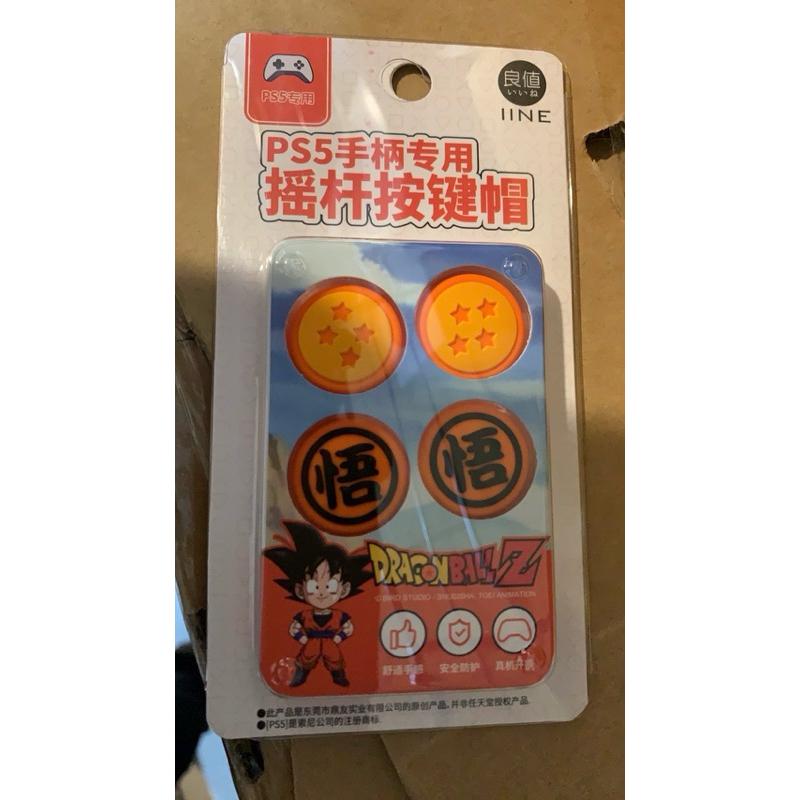 PS5专用
良値
いいね
IINE
PS5手柄专用
摇杆按键帽
悟
悟
DRAGONBALL Z
©BIRD STUDIO / SHUEISHA, TOEI ANIMATION
舒适手感
安全防护
真机开模
●此产品是东莞市鼎友实业有限公司的原创产品,并非任天堂授权产品.
●[PS5]是索尼公司的注册商标.